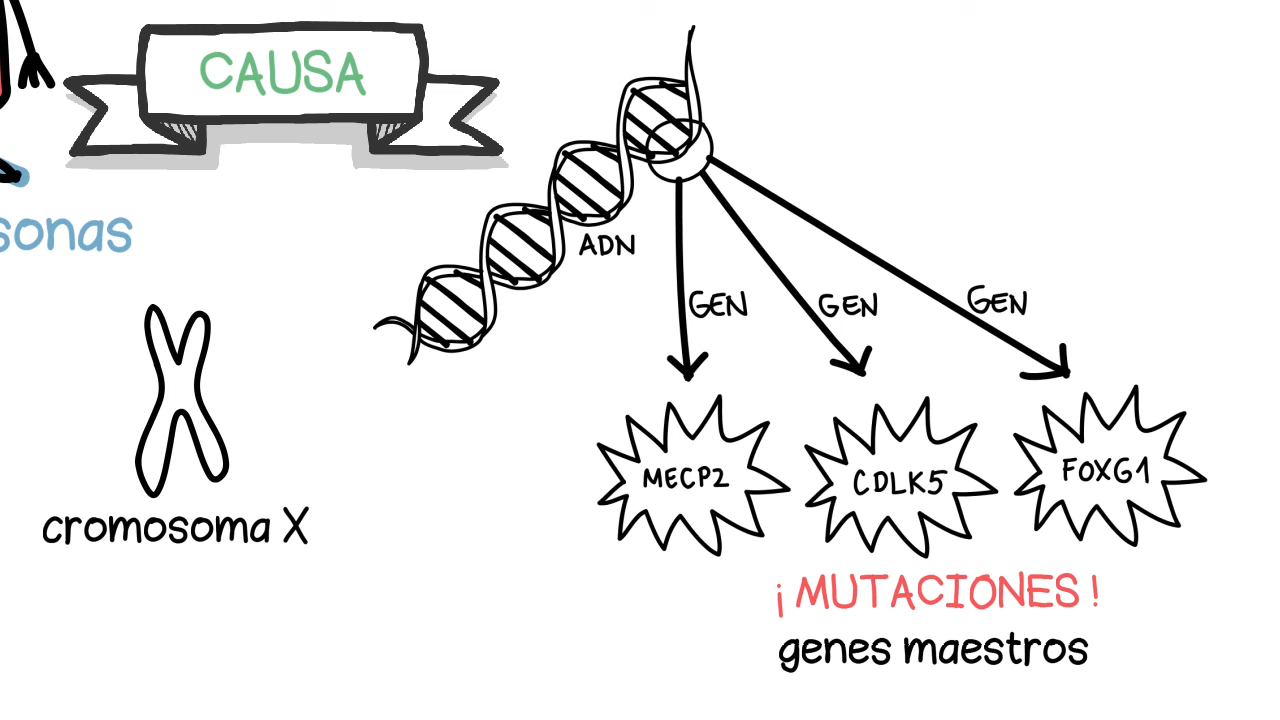 CAUSA
sonas
ADN
GEN
GEN
GEN
MECP2
CDLK5
FOXG1
cromosoma X
¡MUTACIONES!
genes maestros